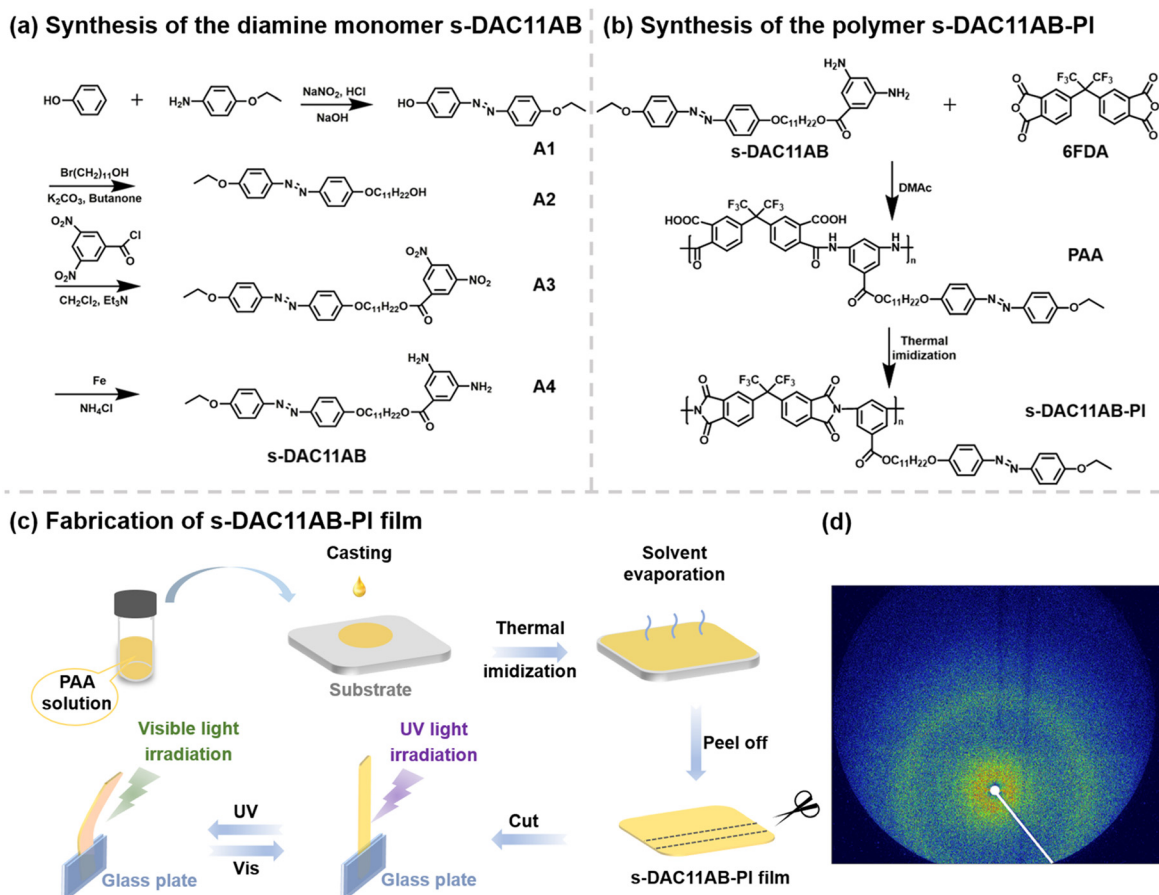 (a) Synthesis of the diamine monomer s-DAC11AB
HO
+
H₂N
O
NaNO₂, HCl
NaOH
HO
N
N
O
A1
Br(CH₂)₁₁OH
K₂CO₃, Butanone
O
N
N
OC₁₁H₂₂OH
A2
O₂N
Cl
O
O₂N
CH₂Cl₂, Et₃N
O
N
N
OC₁₁H₂₂O
O
NO₂
NO₂
A3
Fe
NH₄Cl
O
N
N
OC₁₁H₂₂O
O
H₂N
NH₂
A4
s-DAC11AB
(b) Synthesis of the polymer s-DAC11AB-PI
O
N
N
OC₁₁H₂₂O
O
H₂N
NH₂
s-DAC11AB
+
O
O
O
F₃C
CF₃
O
O
O
6FDA
DMAc
HOOC
F₃C
CF₃
COOH
O
O
H
N
H
N
n
O
OC₁₁H₂₂O
N
N
O
PAA
Thermal
imidization
O
N
O
F₃C
CF₃
O
N
O
n
O
OC₁₁H₂₂O
N
N
O
s-DAC11AB-PI
(c) Fabrication of s-DAC11AB-PI film
PAA
solution
Casting
Substrate
Thermal
imidization
Solvent
evaporation
Peel off
s-DAC11AB-PI film
Cut
UV light
irradiation
Glass plate
UV
Vis
Visible light
irradiation
Glass plate
(d)